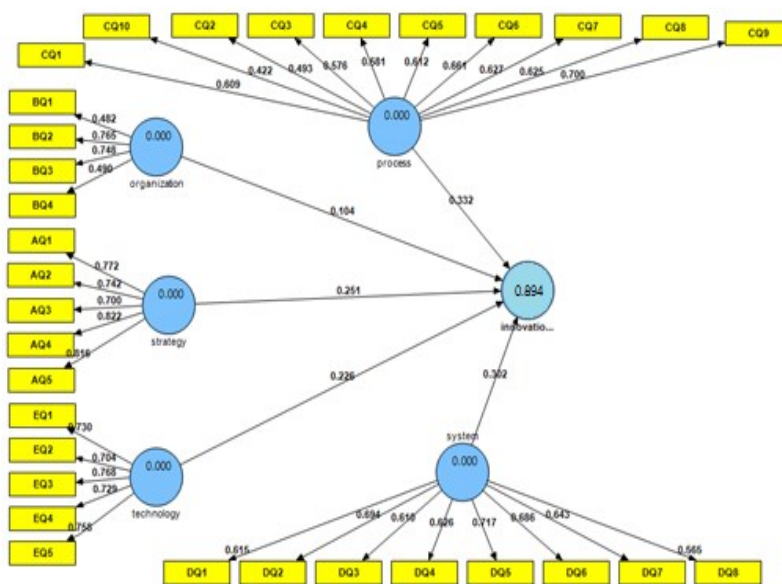 CQ1
CQ10
CQ2
CQ3
CQ4
CQ5
CQ6
CQ7
CQ8
CQ9
0.609
0.422
0.493
0.576
0.581
0.612
0.661
0.627
0.625
0.700
0.000
process
BQ1
BQ2
BQ3
BQ4
0.482
0.765
0.748
0.490
0.000
organization
0.104
0.332
AQ1
AQ2
AQ3
AQ4
AQ5
0.772
0.742
0.700
0.822
0.816
0.000
strategy
0.251
0.894
innovatio...
EQ1
EQ2
EQ3
EQ4
EQ5
0.730
0.704
0.768
0.729
0.758
0.000
technology
0.226
0.302
system
0.000
0.615
0.694
0.610
0.626
0.717
0.686
0.643
0.565
DQ1
DQ2
DQ3
DQ4
DQ5
DQ6
DQ7
DQ8